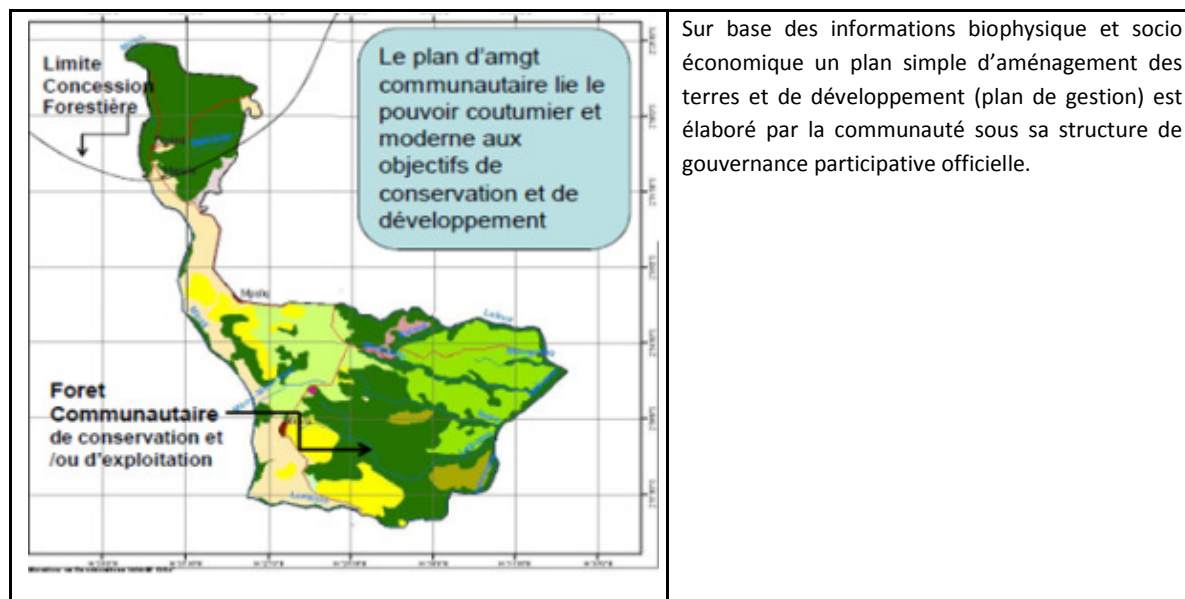 Limite
Concession
Forestière
Le plan d'amgt
communautaire lie le
pouvoir coutumier et
moderne aux
objectifs de
conservation et de
développement
Foret
Communautaire
de conservation et
/ou d'exploitation
Sur base des informations biophysique et socio
économique un plan simple d'aménagement des
terres et de développement (plan de gestion) est
élaboré par la communauté sous sa structure de
gouvernance participative officielle.